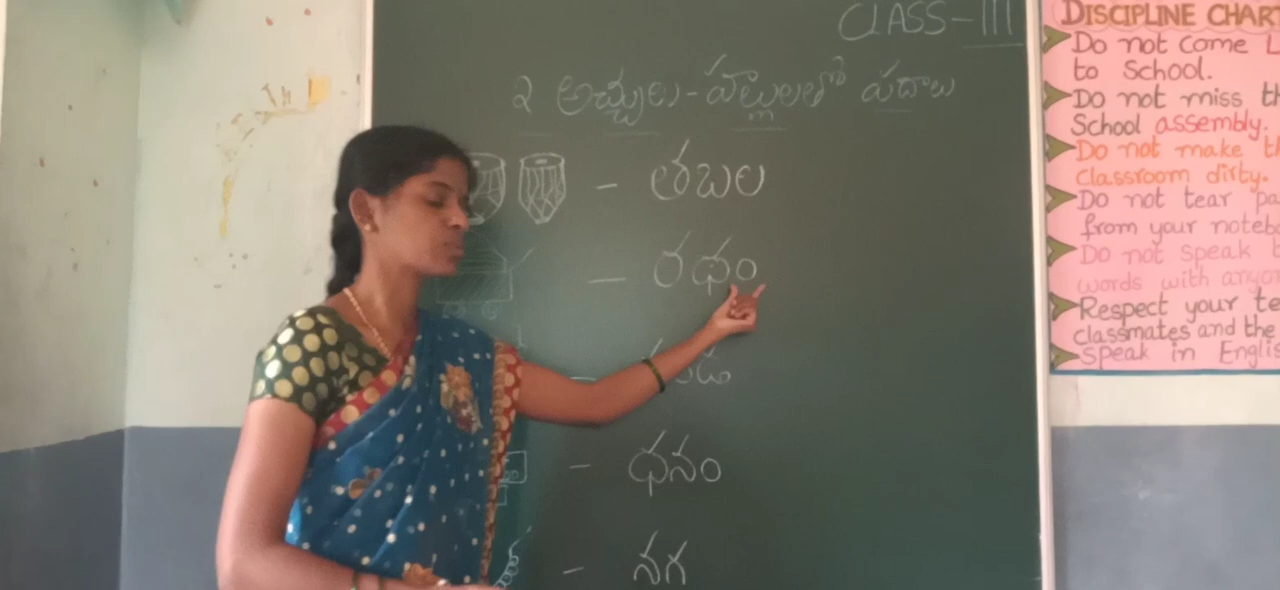 CLASS-III
౨ అచ్చులు-హల్లులతో పదాలు
- తబల
- రథం
- ధనం
- నగ
DISCIPLINE CHART
Do not come
to School.
Do not miss
School assembly.
Do not make
classroom dirty.
Do not tear
from your
Do not speak
words with
Respect your
classmates and the
Speak in